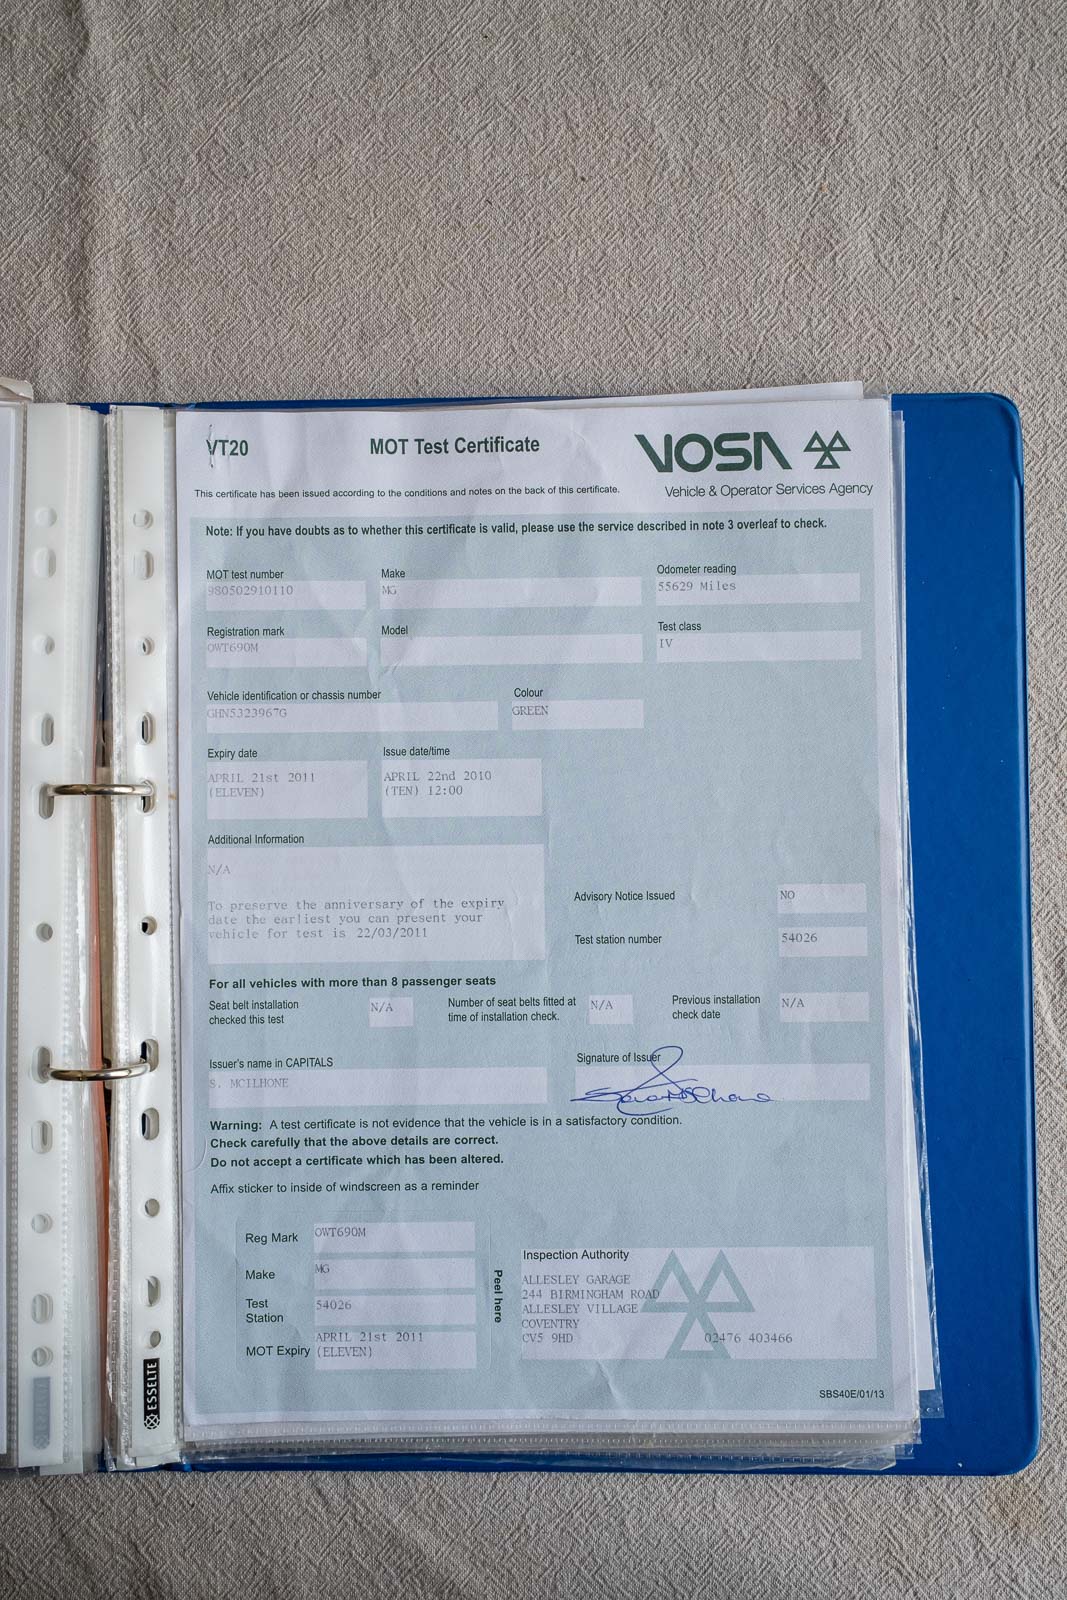 VT20
MOT Test Certificate
VOSA
Vehicle & Operator Services Agency
This certificate has been issued according to the conditions and notes on the back of this certificate.
Note: If you have doubts as to whether this certificate is valid, please use the service described in note 3 overleaf to check.
MOT test number
980502910110
Make
MG
Odometer reading
55629 Miles
Registration mark
OWT690M
Model
Test class
IV
Vehicle identification or chassis number
GHN5323967G
Colour
GREEN
Expiry date
APRIL 21st 2011
(ELEVEN)
Issue date/time
APRIL 22nd 2010
(TEN) 12:00
Additional Information
N/A
To preserve the anniversary of the expiry
date the earliest you can present your
vehicle for test is 22/03/2011
Advisory Notice Issued
NO
Test station number
54026
For all vehicles with more than 8 passenger seats
Seat belt installation
checked this test
N/A
Number of seat belts fitted at
time of installation check.
N/A
Previous installation
check date
N/A
Issuer's name in CAPITALS
S. MCILHONE
Signature of Issuer
Warning: A test certificate is not evidence that the vehicle is in a satisfactory condition.
Check carefully that the above details are correct.
Do not accept a certificate which has been altered.
Affix sticker to inside of windscreen as a reminder
Reg Mark
OWT690M
Make
MG
Test
Station
54026
MOT Expiry
APRIL 21st 2011
(ELEVEN)
Peel here
Inspection Authority
ALLESLEY GARAGE
244 BIRMINGHAM ROAD
ALLESLEY VILLAGE
COVENTRY
CV5 9HD 02476 403466
SBS40E/01/13
ESSELTE